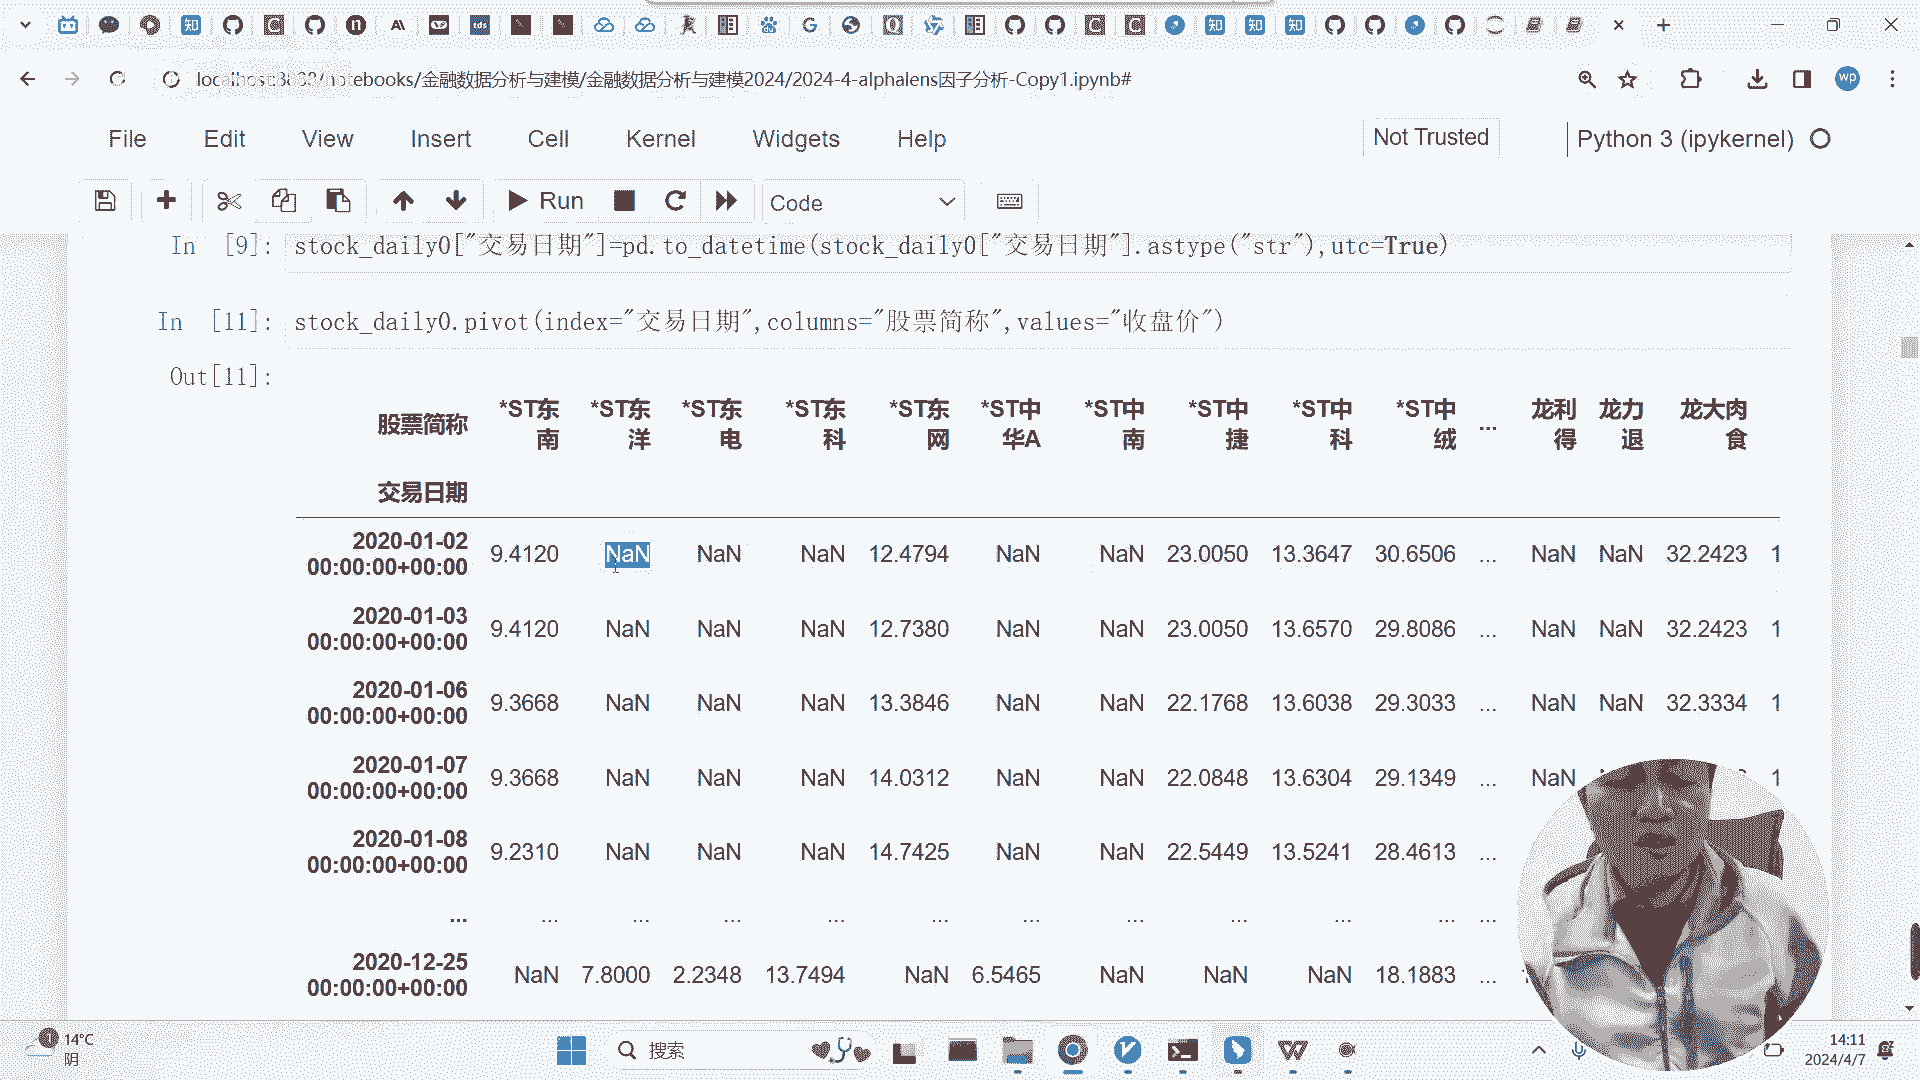 localhost:8888/notebooks/金融数据分析与建模/金融数据分析与建模2024/2024-4-alphalens因子分析-Copy1.ipynb#
File Edit View Insert Cell Kernel Widgets Help Not Trusted Python 3 (ipykernel)
Run Code
In [9]: stock_daily0["交易日期"]=pd.to_datetime(stock_daily0["交易日期"].astype("str"),utc=True)
In [11]: stock_daily0.pivot(index="交易日期",columns="股票简称",values="收盘价")
Out[11]:
股票简称 *ST东南 *ST东洋 *ST东电 *ST东科 *ST东网 *ST中华A *ST中南 *ST中捷 *ST中科 *ST中绒 ... 龙利得 龙力退 龙大肉食
交易日期
2020-01-02 00:00:00+00:00 9.4120 NaN NaN NaN 12.4794 NaN NaN 23.0050 13.3647 30.6506 ... NaN NaN 32.2423 1
2020-01-03 00:00:00+00:00 9.4120 NaN NaN NaN 12.7380 NaN NaN 23.0050 13.6570 29.8086 ... NaN NaN 32.2423 1
2020-01-06 00:00:00+00:00 9.3668 NaN NaN NaN 13.3846 NaN NaN 22.1768 13.6038 29.3033 ... NaN NaN 32.3334 1
2020-01-07 00:00:00+00:00 9.3668 NaN NaN NaN 14.0312 NaN NaN 22.0848 13.6304 29.1349 ... NaN 1
2020-01-08 00:00:00+00:00 9.2310 NaN NaN NaN 14.7425 NaN NaN 22.5449 13.5241 28.4613 ...
... ... ... ... ... ... ... ... ... ... ... ...
2020-12-25 00:00:00+00:00 NaN 7.8000 2.2348 13.7494 NaN 6.5465 NaN NaN NaN 18.1883 ...
1 14°C
阴
搜索
14:11
2024/4/7